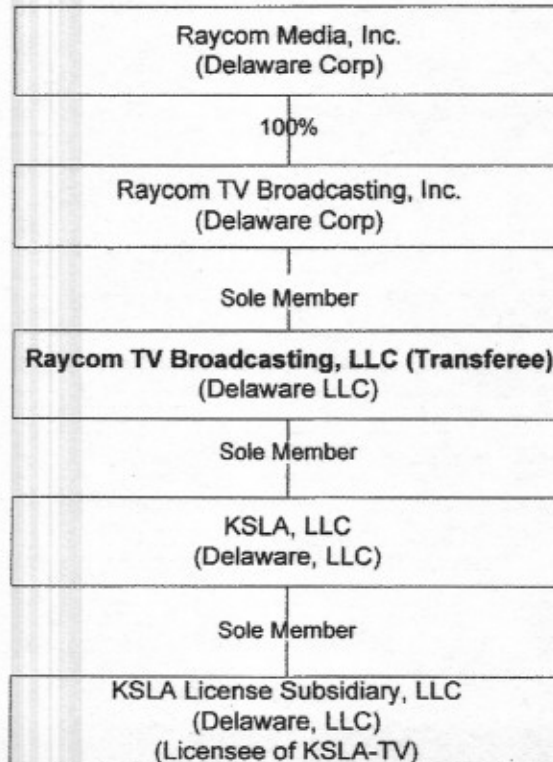 Raycom Media, Inc.
(Delaware Corp)
100%
Raycom TV Broadcasting, Inc.
(Delaware Corp)
Sole Member
Raycom TV Broadcasting, LLC (Transferee)
(Delaware LLC)
Sole Member
KSLA, LLC
(Delaware, LLC)
Sole Member
KSLA License Subsidiary, LLC
(Delaware, LLC)
(Licensee of KSLA-TV)